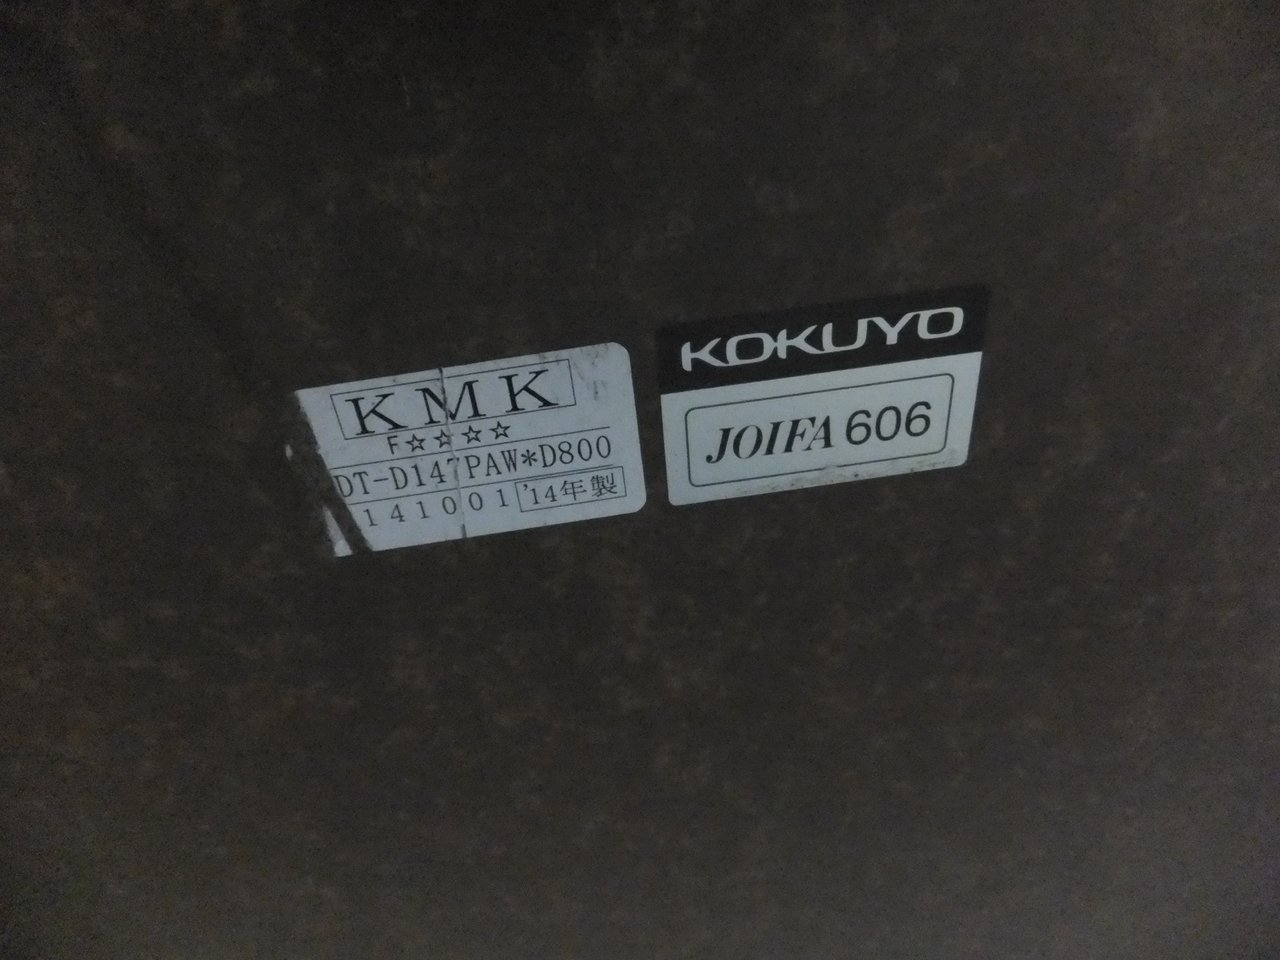 KMK
F☆☆☆☆
DT-D147PAW*D800
141001 '14年製
KOKUYO
JOIFA 606